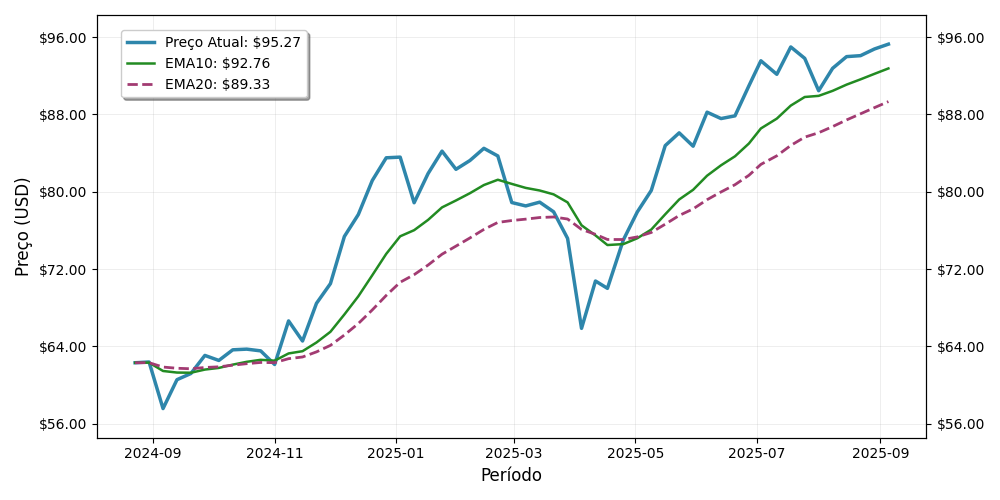 Preço Atual: $95.27
EMA10: $92.76
EMA20: $89.33
$96.00
$88.00
$80.00
$72.00
$64.00
$56.00
Preço (USD)
$96.00
$88.00
$80.00
$72.00
$64.00
$56.00
2024-09 2024-11 2025-01 2025-03 2025-05 2025-07 2025-09
Período